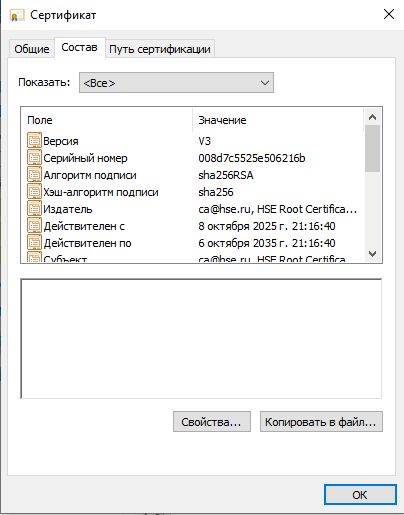 Сертификат
Общие Состав Путь сертификации
Показать: <Все>
Поле Значение
Версия V3
Серийный номер 008d7c5525e506216b
Алгоритм подписи sha256RSA
Хэш-алгоритм подписи sha256
Издатель ca@hse.ru, HSE Root Certifica...
Действителен с 8 октября 2025 г. 21:16:40
Действителен по 6 октября 2035 г. 21:16:40
Субъект ca@hse.ru, HSE Root Certifica...
Свойства... Копировать в файл...
ОК